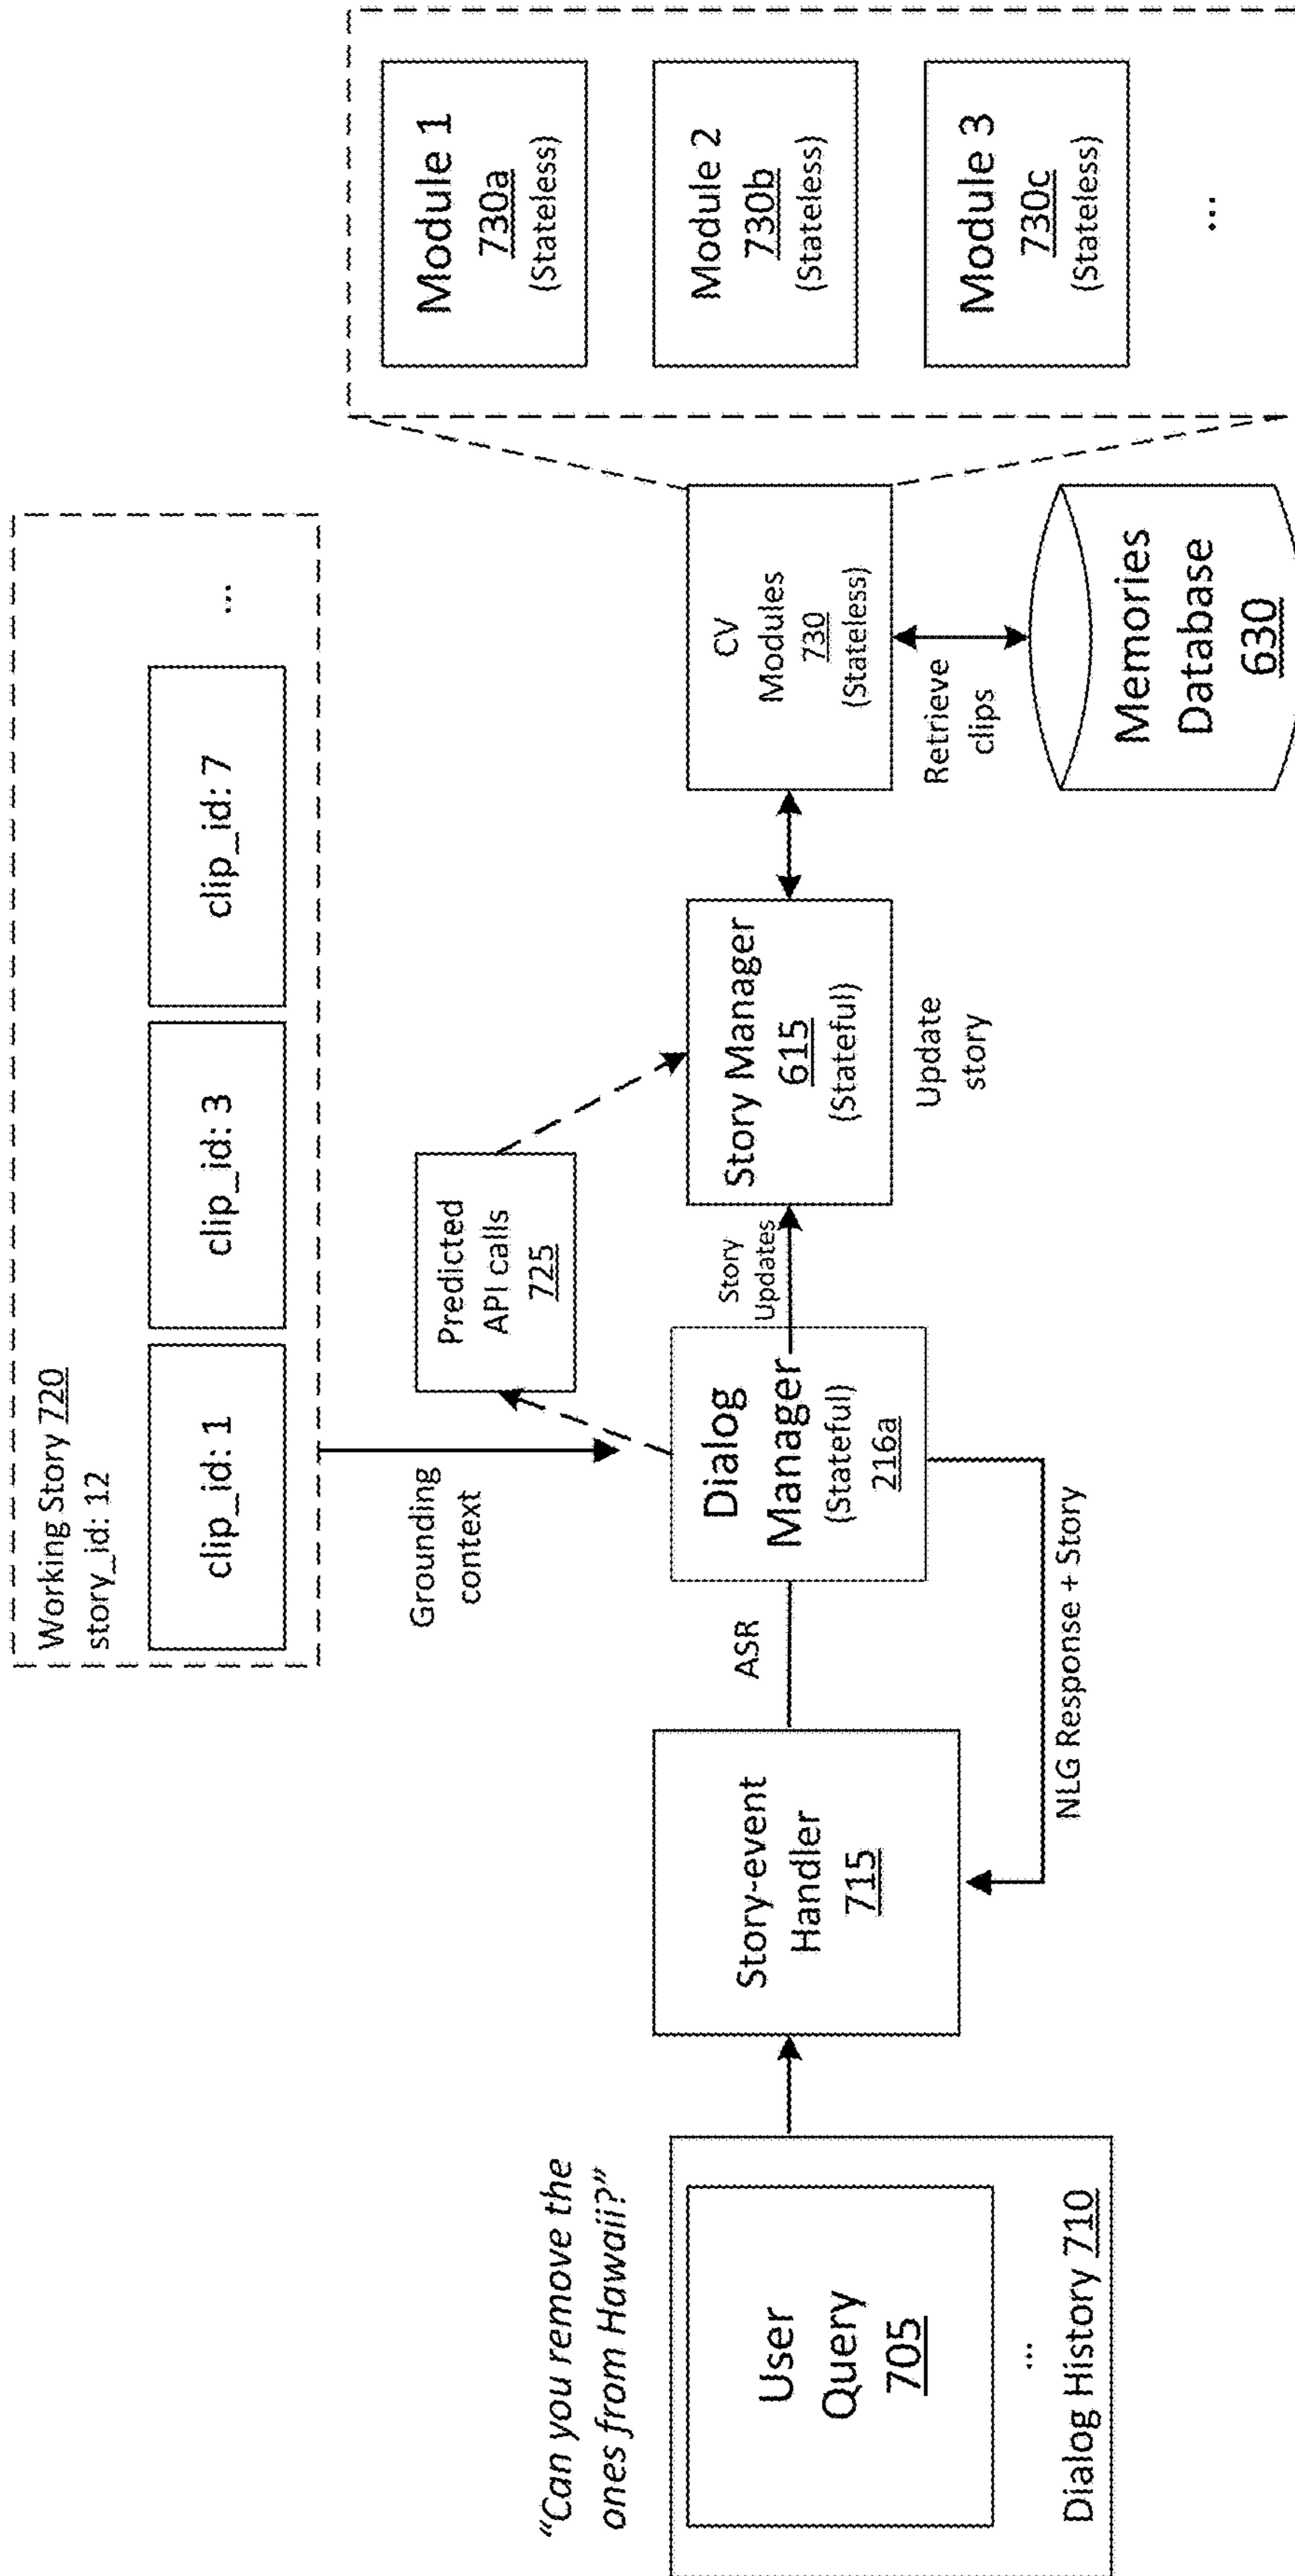 Working Story 720
story_id: 12
clip_id: 1
clip_id: 3
clip_id: 7
...
Grounding
context
Predicted
API calls
725
"Can you remove the
ones from Hawaii?"
User
Query
705
...
Dialog History 710
Story-event
Handler
715
ASR
Dialog
Manager
(Stateful)
216a
NLG Response + Story
Story
Updates
Story Manager
615
(Stateful)
Update
story
CV
Modules
730
(Stateless)
Retrieve
clips
Memories
Database
630
Module 1
730a
(Stateless)
Module 2
730b
(Stateless)
Module 3
730c
(Stateless)
...